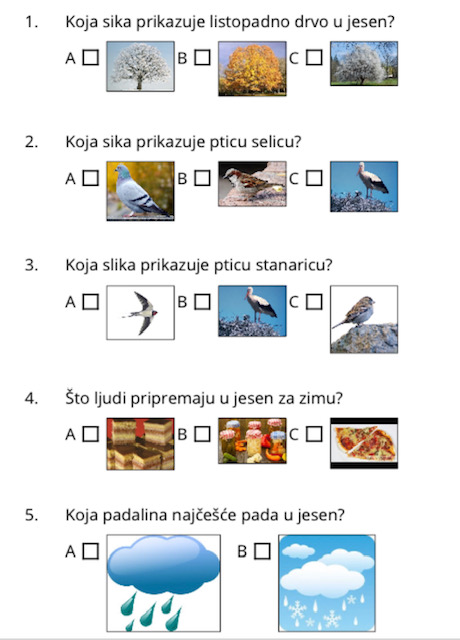 1. Koja sika prikazuje listopadno drvo u jesen?
A B C
2. Koja sika prikazuje pticu selicu?
A B C
3. Koja slika prikazuje pticu stanaricu?
A B C
4. Što ljudi pripremaju u jesen za zimu?
A B C
5. Koja padalina najčešće pada u jesen?
A B